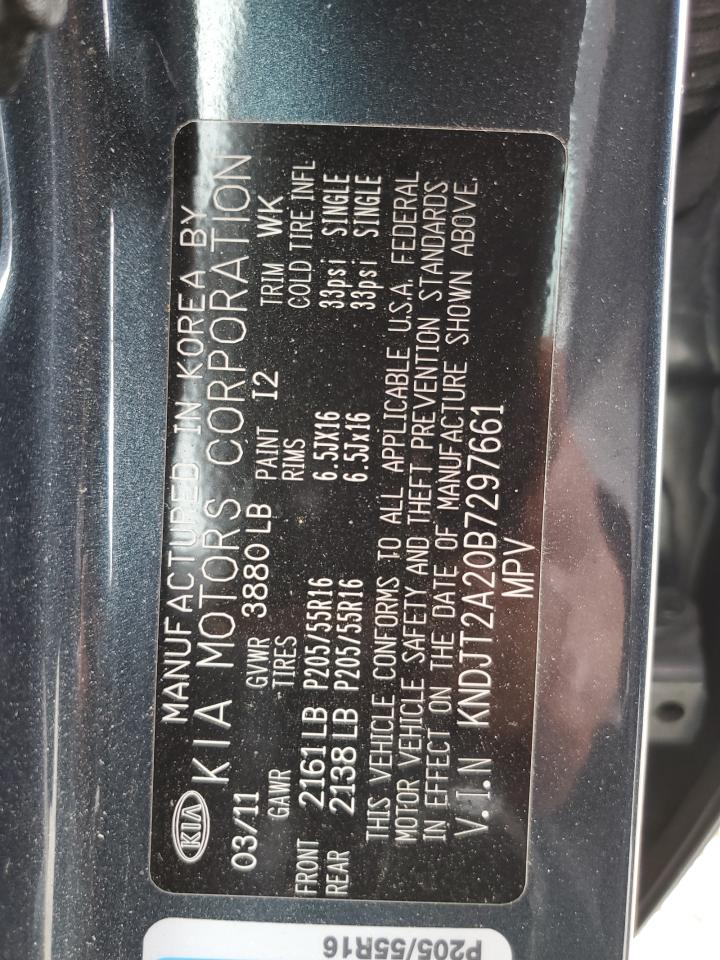 MANUFACTURED IN KOREA BY
KIA KIA MOTORS CORPORATION
03/11 GVWR 3880 LB PAINT I2 TRIM WK
GAWR TIRES RIMS COLD TIRE INFL
FRONT 2161 LB P205/55R16 6.5JX16 33psi SINGLE
REAR 2138 LB P205/55R16 6.5Jx16 33psi SINGLE
THIS VEHICLE CONFORMS TO ALL APPLICABLE U.S.A. FEDERAL
MOTOR VEHICLE SAFETY AND THEFT PREVENTION STANDARDS
IN EFFECT ON THE DATE OF MANUFACTURE SHOWN ABOVE.
V.I.N KNDJT2A20B7297661
MPV
P205/55R16